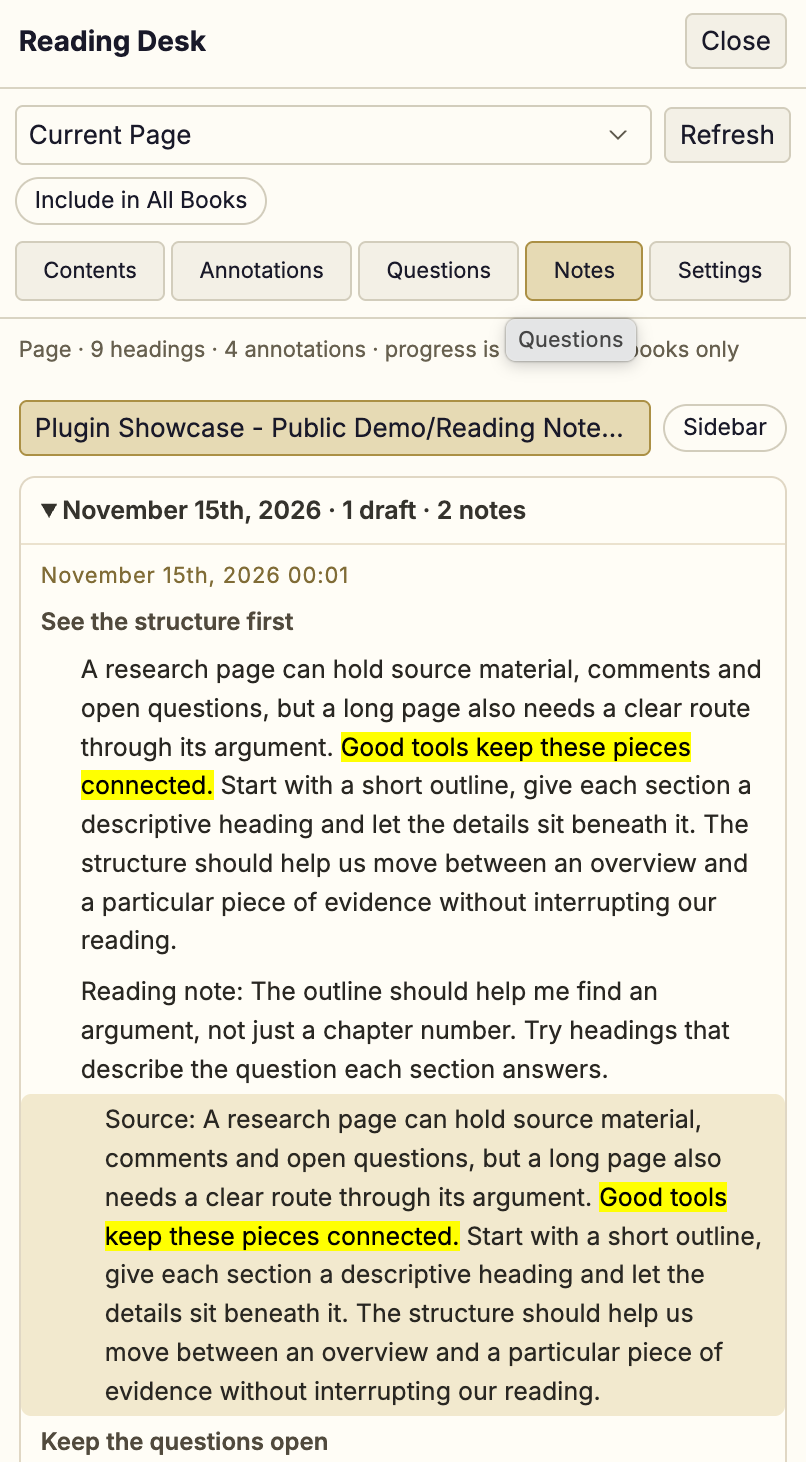 Reading Desk
Close
Current Page
Refresh
Include in All Books
Contents
Annotations
Questions
Notes
Settings
Page · 9 headings · 4 annotations · progress is
books only
Questions
Plugin Showcase - Public Demo/Reading Note...
Sidebar
▼ November 15th, 2026 · 1 draft · 2 notes
November 15th, 2026 00:01
See the structure first
A research page can hold source material, comments and
open questions, but a long page also needs a clear route
through its argument. Good tools keep these pieces
connected. Start with a short outline, give each section a
descriptive heading and let the details sit beneath it. The
structure should help us move between an overview and
a particular piece of evidence without interrupting our
reading.
Reading note: The outline should help me find an
argument, not just a chapter number. Try headings that
describe the question each section answers.
Source: A research page can hold source material,
comments and open questions, but a long page also
needs a clear route through its argument. Good tools
keep these pieces connected. Start with a short outline,
give each section a descriptive heading and let the
details sit beneath it. The structure should help us
move between an overview and a particular piece of
evidence without interrupting our reading.
Keep the questions open